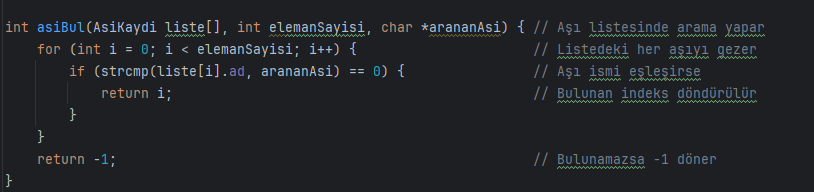 int asiBul(AsiKaydi liste[], int elemanSayisi, char *arananAsi) { // Aşı listesinde arama yapar
    for (int i = 0; i < elemanSayisi; i++) {                      // Listedeki her aşıyı gezer
        if (strcmp(liste[i].ad, arananAsi) == 0) {                // Aşı ismi eşleşirse
            return i;                                             // Bulunan indeks döndürülür
        }
    }
    return -1;                                                    // Bulunamazsa -1 döner
}